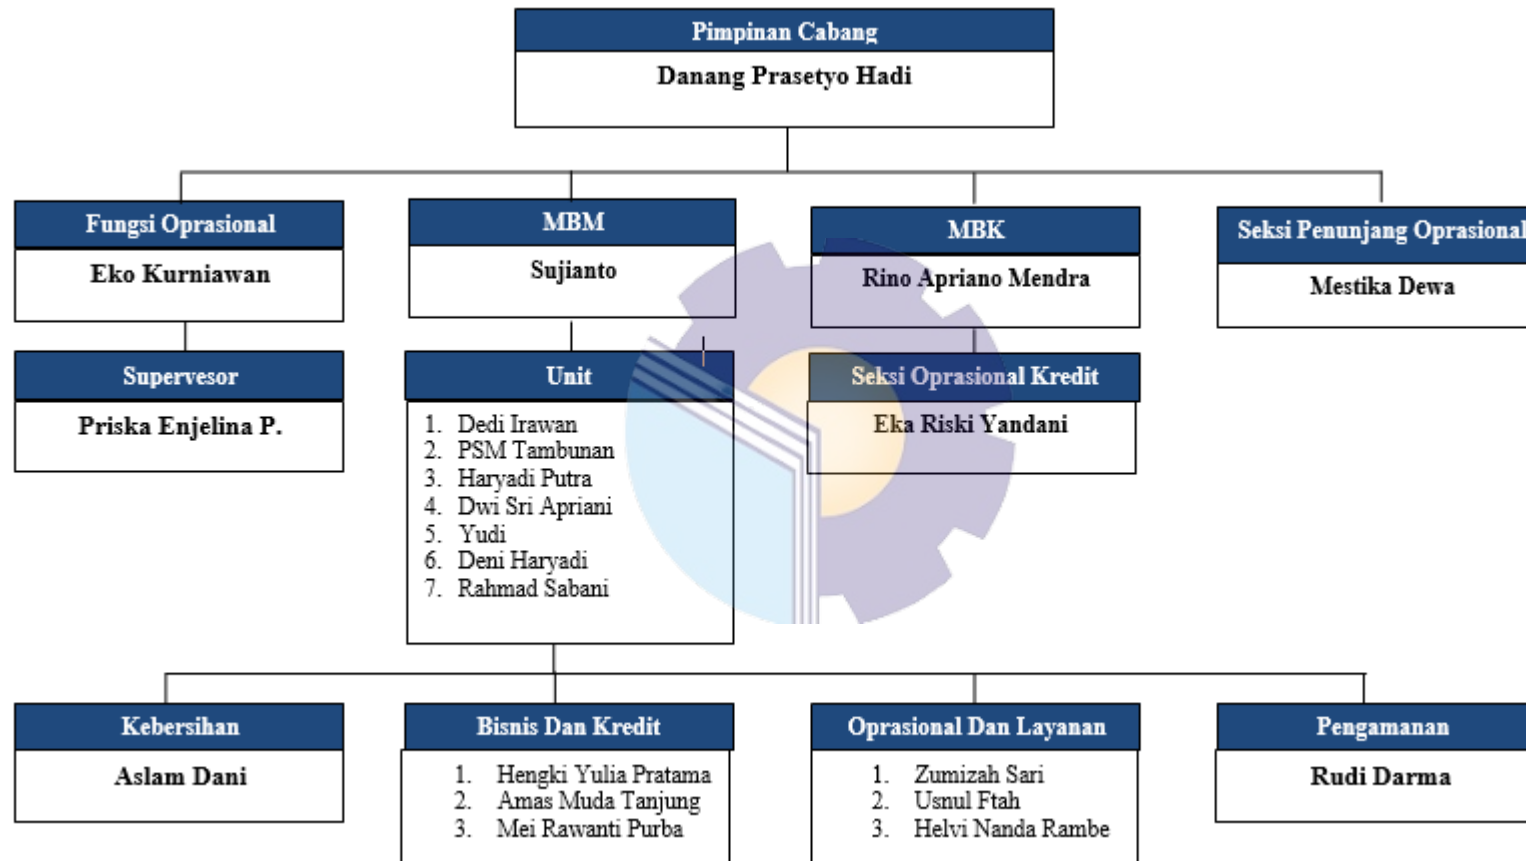 Pimpinan Cabang
Danang Prasetyo Hadi
Fungsi Oprasional
Eko Kurniawan
MBM
Sujianto
MBK
Rino Apriano Mendra
Seksi Penunjang Oprasional
Mestika Dewa
Supervesor
Priska Enjelina P.
Unit
1. Dedi Irawan
2. PSM Tambunan
3. Haryadi Putra
4. Dwi Sri Apriani
5. Yudi
6. Deni Haryadi
7. Rahmad Sabani
Seksi Oprasional Kredit
Eka Riski Yandani
Kebersihan
Aslam Dani
Bisnis Dan Kredit
1. Hengki Yulia Pratama
2. Amas Muda Tanjung
3. Mei Rawanti Purba
Oprasional Dan Layanan
1. Zumizah Sari
2. Usnul Ftah
3. Helvi Nanda Rambe
Pengamanan
Rudi Darma